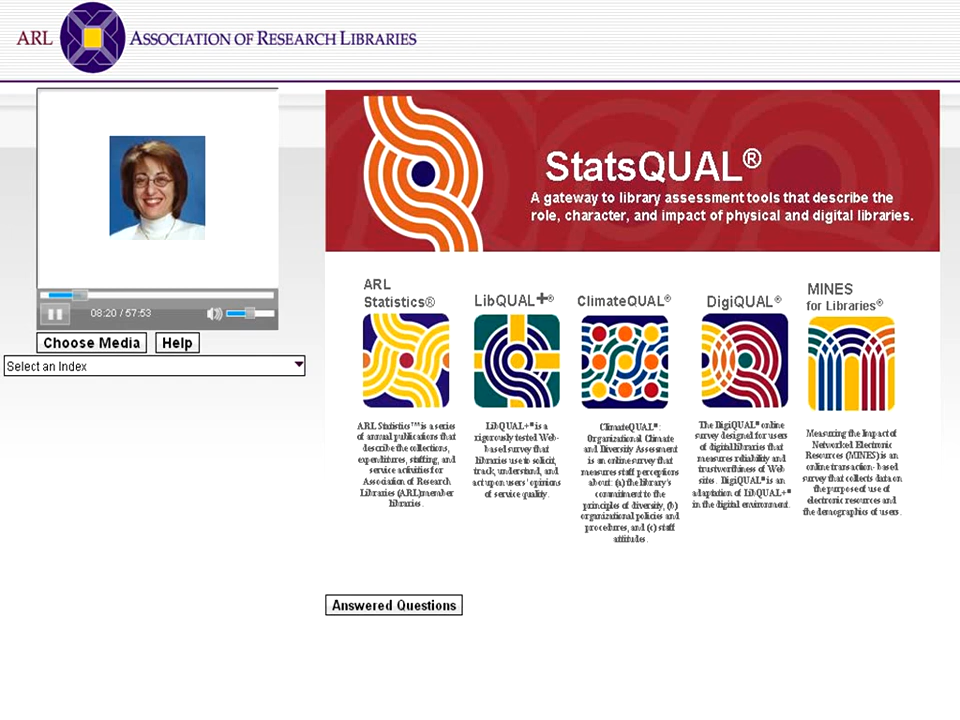 ARL ASSOCIATION OF RESEARCH LIBRARIES
08:20 / 57:53
Choose Media Help
Select an Index
StatsQUAL®
A gateway to library assessment tools that describe the
role, character, and impact of physical and digital libraries.
ARL
Statistics®
ARL Statistics™ is a series
of annual publications that
describe the collections,
expenditures, staffing, and
service activities for
Association of Research
Libraries (ARL) member
libraries.
LibQUAL+®
LibQUAL+® is a
rigorously tested Web-
based survey that
libraries use to solicit,
track, understand, and
act upon users' opinions
of service quality.
ClimateQUAL®
ClimateQUAL®:
Organizational Climate
and Diversity Assessment
is an online survey that
measures staff perceptions
about: (a) the library's
commitment to the
principles of diversity, (b)
organizational policies and
procedures, and (c) staff
attitudes.
DigiQUAL®
The DigiQUAL® online
survey designed for users
of digital libraries that
measures reliability and
trustworthiness of Web
sites. DigiQUAL® is an
adaptation of LibQUAL+®
in the digital environment.
MINES
for Libraries®
Measuring the Impact of
Networked Electronic
Resources (MINES) is an
online transaction-based
survey that collects data on
the purpose of use of
electronic resources and
the demographics of users.
Answered Questions